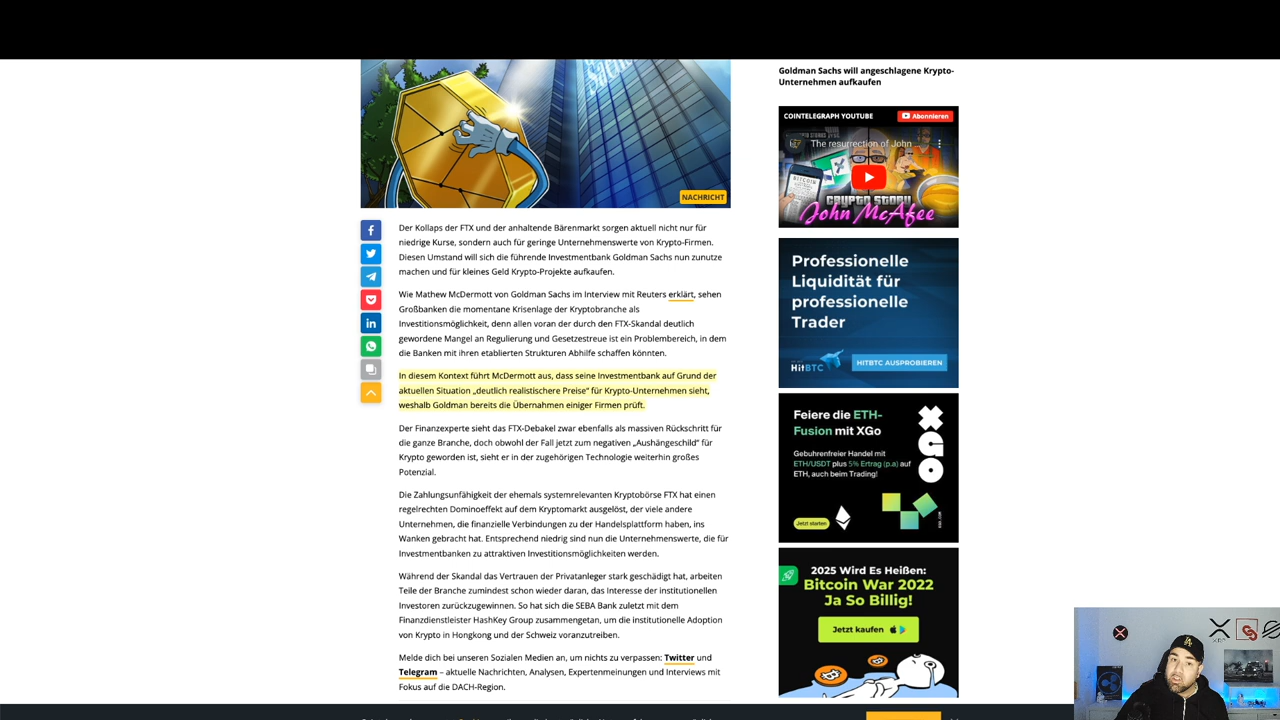 Sachs
NACHRICHT
Der Kollaps der FTX und der anhaltende Bärenmarkt sorgen aktuell nicht nur für
niedrige Kurse, sondern auch für geringe Unternehmenswerte von Krypto-Firmen.
Diesen Umstand will sich die führende Investmentbank Goldman Sachs nun zunutze
machen und für kleines Geld Krypto-Projekte aufkaufen.
Wie Mathew McDermott von Goldman Sachs im Interview mit Reuters erklärt, sehen
Großbanken die momentane Krisenlage der Kryptobranche als
Investitionsmöglichkeit, denn allen voran der durch den FTX-Skandal deutlich
gewordene Mangel an Regulierung und Gesetzestreue ist ein Problembereich, in dem
die Banken mit ihren etablierten Strukturen Abhilfe schaffen könnten.
In diesem Kontext führt McDermott aus, dass seine Investmentbank auf Grund der
aktuellen Situation „deutlich realistischere Preise“ für Krypto-Unternehmen sieht,
weshalb Goldman bereits die Übernahmen einiger Firmen prüft.
Der Finanzexperte sieht das FTX-Debakel zwar ebenfalls als massiven Rückschritt für
die ganze Branche, doch obwohl der Fall jetzt zum negativen „Aushängeschild“ für
Krypto geworden ist, sieht er in der zugehörigen Technologie weiterhin großes
Potenzial.
Die Zahlungsunfähigkeit der ehemals systemrelevanten Kryptobörse FTX hat einen
regelrechten Dominoeffekt auf dem Kryptomarkt ausgelöst, der viele andere
Unternehmen, die finanzielle Verbindungen zu der Handelsplattform haben, ins
Wanken gebracht hat. Entsprechend niedrig sind nun die Unternehmenswerte, die für
Investmentbanken zu attraktiven Investitionsmöglichkeiten werden.
Während der Skandal das Vertrauen der Privatanleger stark geschädigt hat, arbeiten
Teile der Branche zumindest schon wieder daran, das Interesse der institutionellen
Investoren zurückzugewinnen. So hat sich die SEBA Bank zuletzt mit dem
Finanzdienstleister HashKey Group zusammengetan, um die institutionelle Adoption
von Krypto in Hongkong und der Schweiz voranzutreiben.
Melde dich bei unseren Sozialen Medien an, um nichts zu verpassen: Twitter und
Telegram – aktuelle Nachrichten, Analysen, Expertenmeinungen und Interviews mit
Fokus auf die DACH-Region.
Goldman Sachs will angeschlagene Krypto-
Unternehmen aufkaufen
COINTELEGRAPH YOUTUBE
Abonnieren
The resurrection of John ...
BITCOIN
CRYPTO STORY
John McAfee
Professionelle
Liquidität für
professionelle
Trader
HitBTC
HITBTC AUSPROBIEREN
Feiere die ETH-
Fusion mit XGo
Gebuhrenfreier Handel mit
ETH/USDT plus 5% Ertrag (p.a) auf
ETH, auch beim Trading!
Jetzt starten
XGO
XGO.COM
2025 Wird Es Heißen:
Bitcoin War 2022
Ja So Billig!
Jetzt kaufen